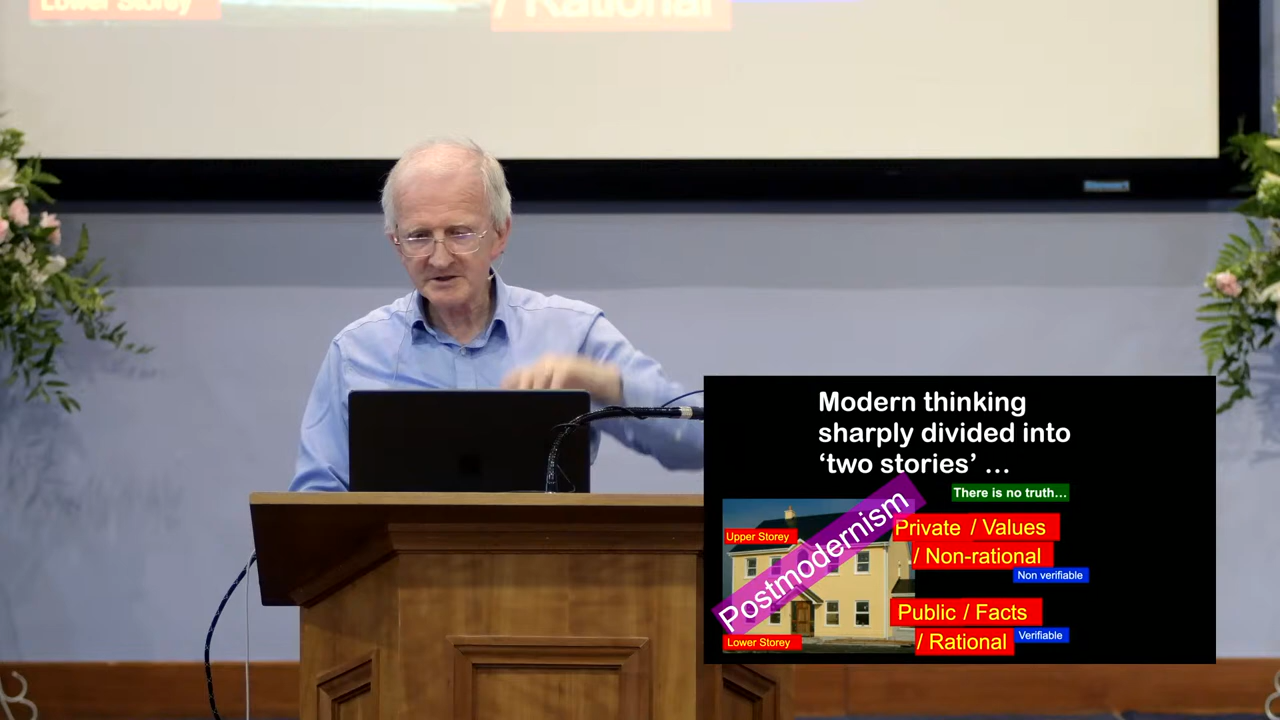 Lower Storey
/ Rational
Modern thinking
sharply divided into
‘two stories’ ...
There is no truth...
Upper Storey
Private / Values
/ Non-rational
Non verifiable
Postmodernism
Public / Facts
/ Rational
Verifiable
Lower Storey